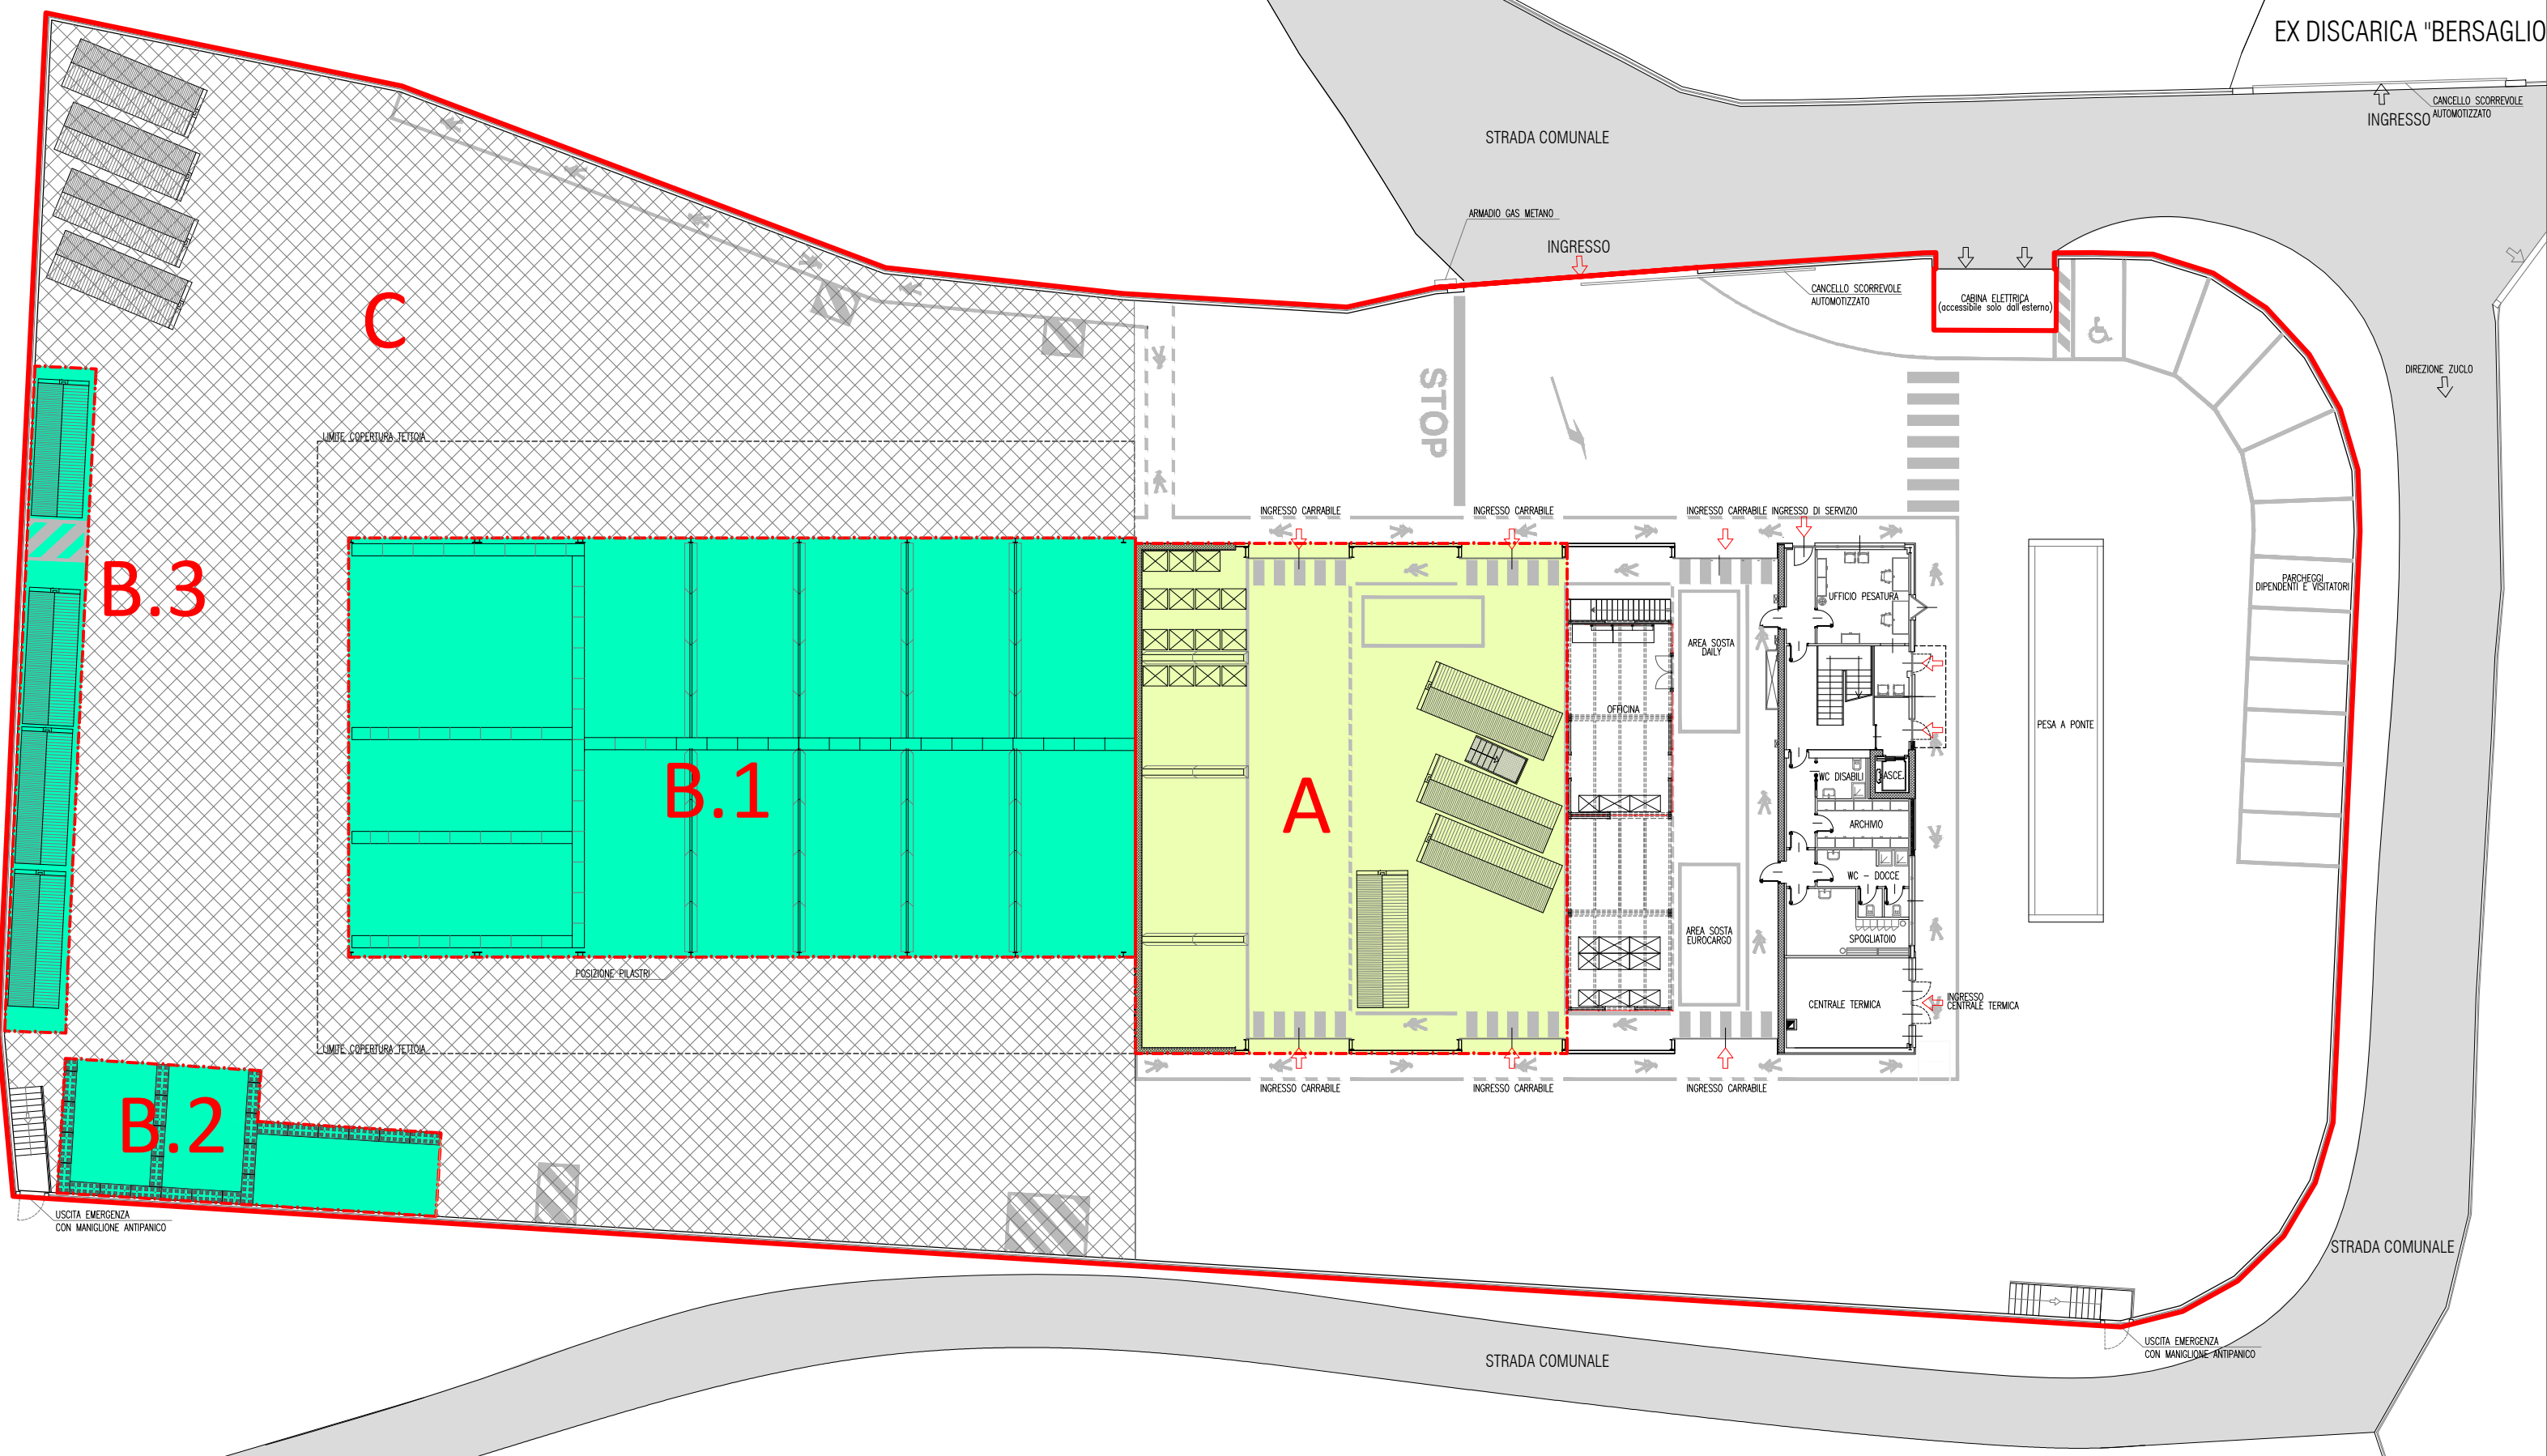 EX DISCARICA "BERSAGLIO
CANCELLO SCORREVOLE
AUTOMOTIZZATO
INGRESSO
STRADA COMUNALE
ARMADIO GAS METANO
INGRESSO
CANCELLO SCORREVOLE
AUTOMOTIZZATO
CABINA ELETTRICA
(accessibile solo dall'esterno)
C
STOP
DIREZIONE ZUCLO
LIMITE COPERTURA TETTOIA
INGRESSO CARRABILE
INGRESSO CARRABILE
INGRESSO CARRABILE
INGRESSO DI SERVIZIO
B.3
PARCHEGGI
DIPENDENTI E VISITATORI
UFFICIO PESATURA
AREA SOSTA
DAILY
OFFICINA
PESA A PONTE
B.1
A
WC DISABILI
ASCE.
ARCHIVIO
WC - DOCCE
AREA SOSTA
EUROCARGO
SPOGLIATOIO
POSIZIONE PILASTRI
CENTRALE TERMICA
INGRESSO
CENTRALE TERMICA
LIMITE COPERTURA TETTOIA
INGRESSO CARRABILE
INGRESSO CARRABILE
INGRESSO CARRABILE
B.2
USCITA EMERGENZA
CON MANIGLIONE ANTIPANICO
STRADA COMUNALE
USCITA EMERGENZA
CON MANIGLIONE ANTIPANICO
STRADA COMUNALE